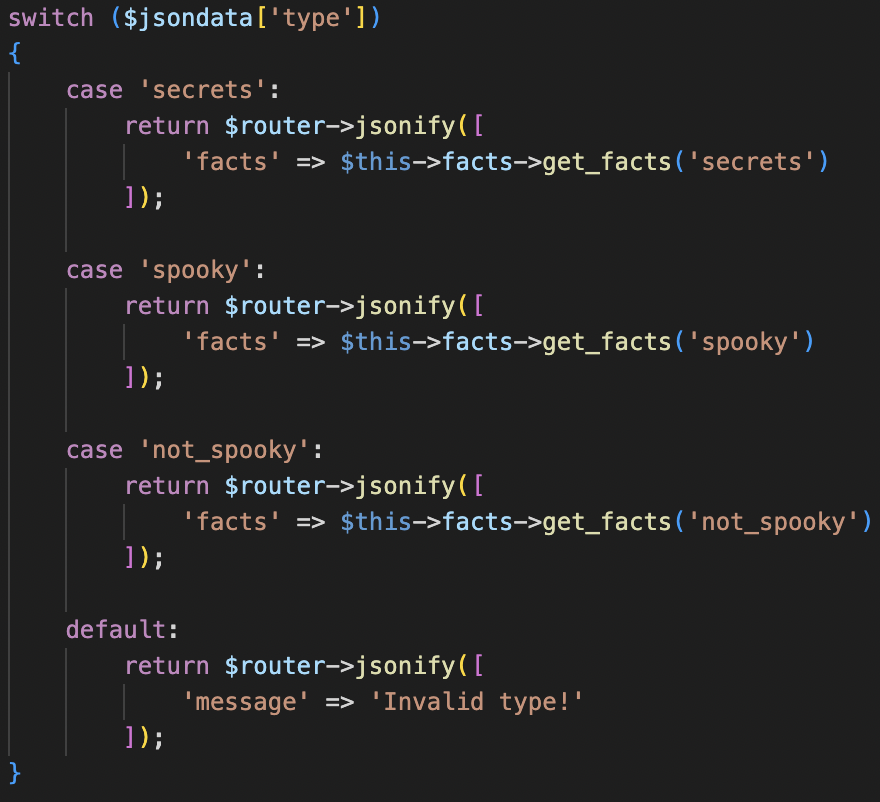 switch ($jsondata['type'])
{
    case 'secrets':
        return $router->jsonify([
            'facts' => $this->facts->get_facts('secrets')
        ]);

    case 'spooky':
        return $router->jsonify([
            'facts' => $this->facts->get_facts('spooky')
        ]);

    case 'not_spooky':
        return $router->jsonify([
            'facts' => $this->facts->get_facts('not_spooky')
        ]);

    default:
        return $router->jsonify([
            'message' => 'Invalid type!'
        ]);
}